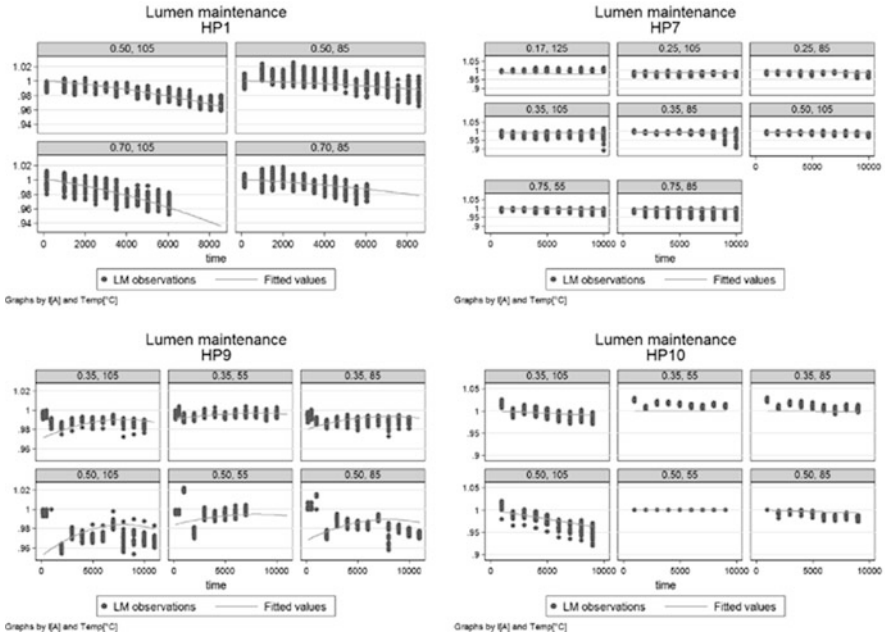 Lumen maintenance
HP1
0.50, 105 0.50, 85
1.02
1
.98
.96
.94
0.70, 105 0.70, 85
1.02
1
.98
.96
.94
0 2000 4000 6000 8000 0 2000 4000 6000 8000
time
LM observations Fitted values
Graphs by I[A] and Temp[°C]
Lumen maintenance
HP7
0.17, 125 0.25, 105 0.25, 85
1.05
1
.95
.9
0.35, 105 0.35, 85 0.50, 105
1.05
1
.95
.9
0 5000 10000
0.75, 55 0.75, 85
1.05
1
.95
.9
0 5000 10000 0 5000 10000
time
LM observations Fitted values
Graphs by I[A] and Temp[°C]
Lumen maintenance
HP9
0.35, 105 0.35, 55 0.35, 85
1.02
1
.98
.96
0.50, 105 0.50, 55 0.50, 85
1.02
1
.98
.96
0 5000 10000 0 5000 10000 0 5000 10000
time
LM observations Fitted values
Graphs by I[A] and Temp[°C]
Lumen maintenance
HP10
0.35, 105 0.35, 55 0.35, 85
1.05
1
.95
.9
0.50, 105 0.50, 55 0.50, 85
1.05
1
.95
.9
0 5000 10000 0 5000 10000 0 5000 10000
time
LM observations Fitted values
Graphs by I[A] and Temp[°C]